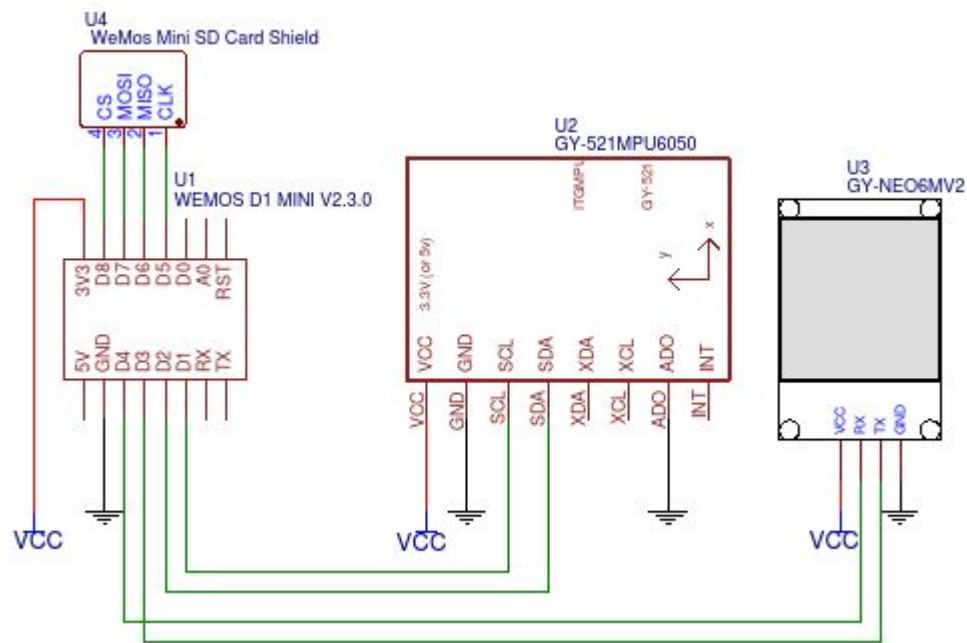 U4
WeMos Mini SD Card Shield
CS
MOSI
MISO
CLK
4
3
2
1
U1
WEMOS D1 MINI V2.3.0
3V3
D8
D7
D6
D5
D0
A0
RST
5V
GND
D4
D3
D2
D1
RX
TX
VCC
U2
GY-521MPU6050
ITGMPU
GY-521
3.3V (or 5v)
y
x
VCC
GND
SCL
SDA
XDA
XCL
ADO
INT
VCC
GND
SCL
SDA
XDA
XCL
ADO
INT
VCC
U3
GY-NEO6MV2
VCC
RX
TX
GND
VCC